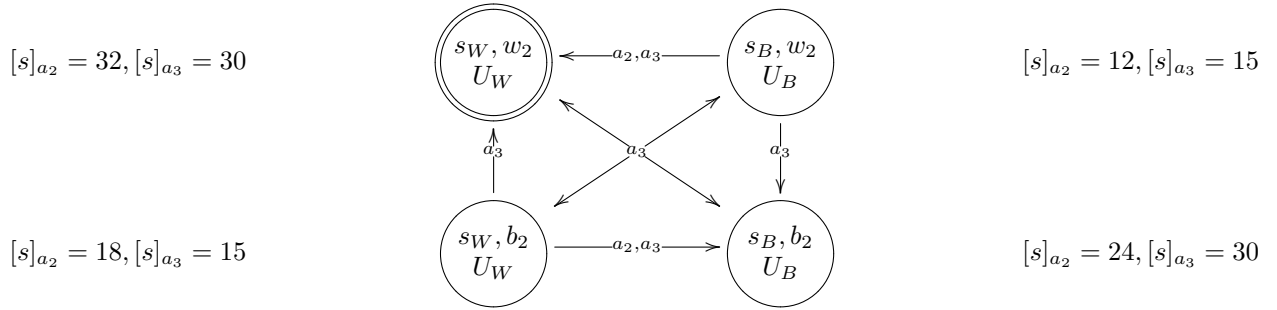 [s]_{a_2} = 32, [s]_{a_3} = 30
s_W, w_2
U_W
a_2,a_3
s_B, w_2
U_B
[s]_{a_2} = 12, [s]_{a_3} = 15
a_3
a_3
a_3
[s]_{a_2} = 18, [s]_{a_3} = 15
s_W, b_2
U_W
a_2,a_3
s_B, b_2
U_B
[s]_{a_2} = 24, [s]_{a_3} = 30